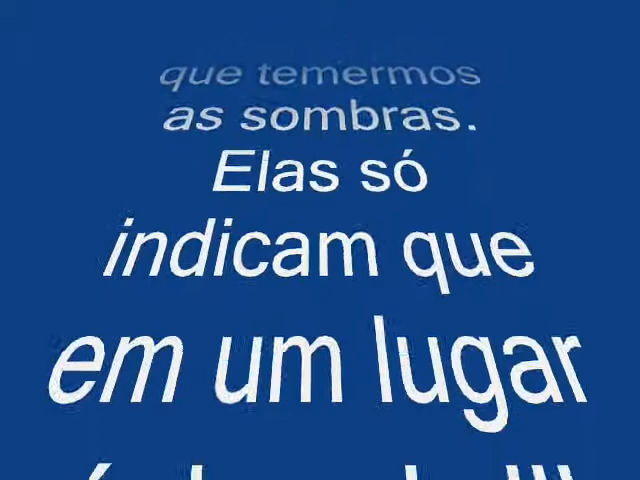 que temermos
as sombras.
Elas só
indicam que
em um lugar